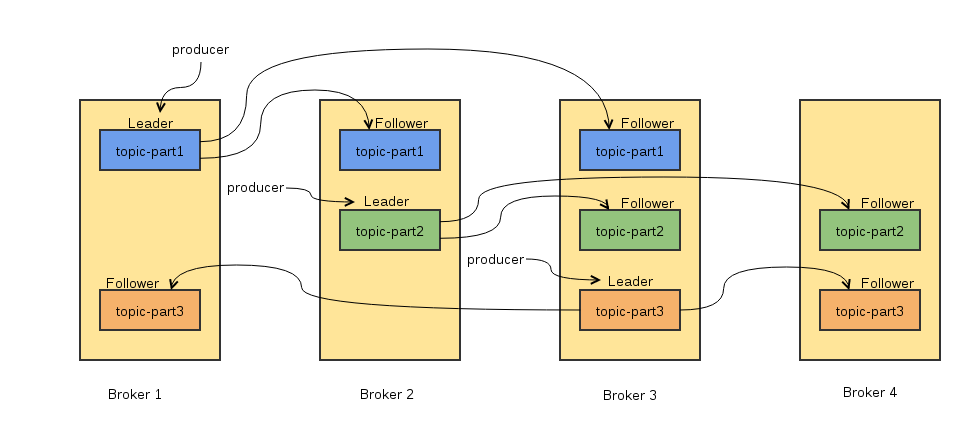 producer
Leader
topic-part1
Follower
topic-part1
Follower
topic-part1
producer
Leader
topic-part2
Follower
topic-part2
Follower
topic-part2
producer
Follower
topic-part3
Leader
topic-part3
Follower
topic-part3
Broker 1
Broker 2
Broker 3
Broker 4